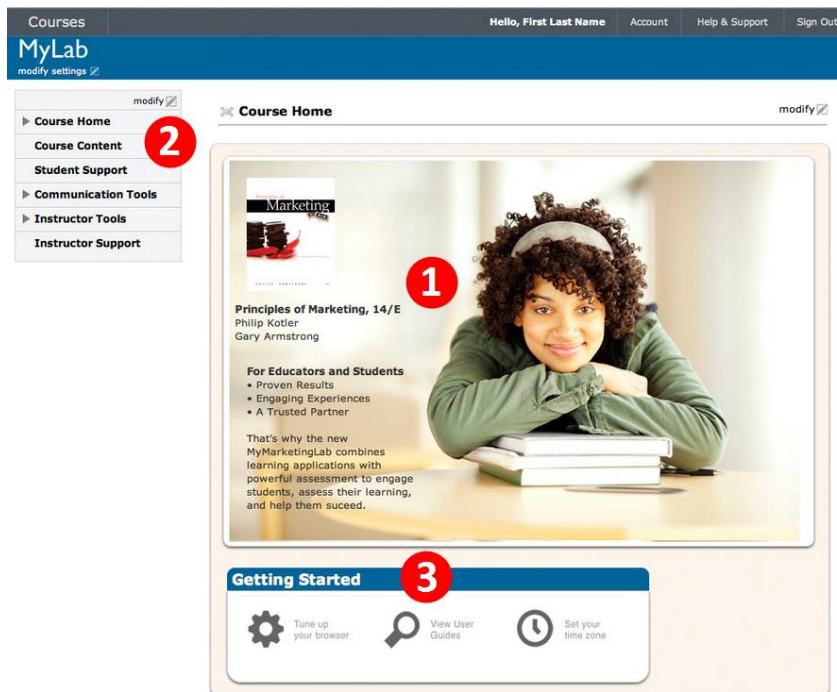 Courses
Hello, First Last Name
Account
Help & Support
Sign Out
MyLab
modify settings
modify
Course Home
Course Content
Student Support
Communication Tools
Instructor Tools
Instructor Support
2
Course Home
modify
Marketing
1
Principles of Marketing, 14/E
Philip Kotler
Gary Armstrong
For Educators and Students
• Proven Results
• Engaging Experiences
• A Trusted Partner
That's why the new
MyMarketingLab combines
learning applications with
powerful assessment to engage
students, assess their learning,
and help them suceed.
Getting Started
3
Tune up
your browser
View User
Guides
Set your
time zone